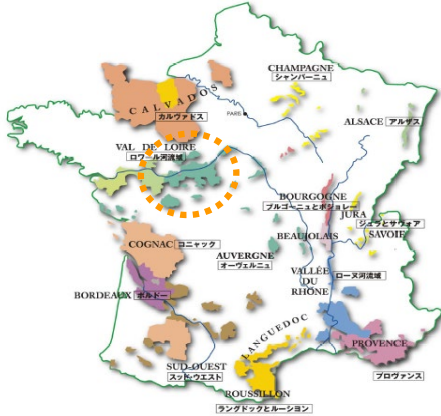 CHAMPAGNE
シャンパーニュ
CALVADOS
カルヴァドス
PARIS
ALSACE アルザス
VAL DE LOIRE
ロワール河流域
BOURGOGNE
ブルゴーニュとボジョレー
JURA
ジュラとサヴォア
SAVOIE
BEAUJOLAIS
COGNAC コニャック
AUVERGNE
オーヴェルニュ
VALLÉE
DU
RHÔNE
ローヌ河流域
BORDEAUX ボルドー
LANGUEDOC
PROVENCE
プロヴァンス
SUD-OUEST
スッド・ウエスト
ROUSSILLON
ラングドックとルーション